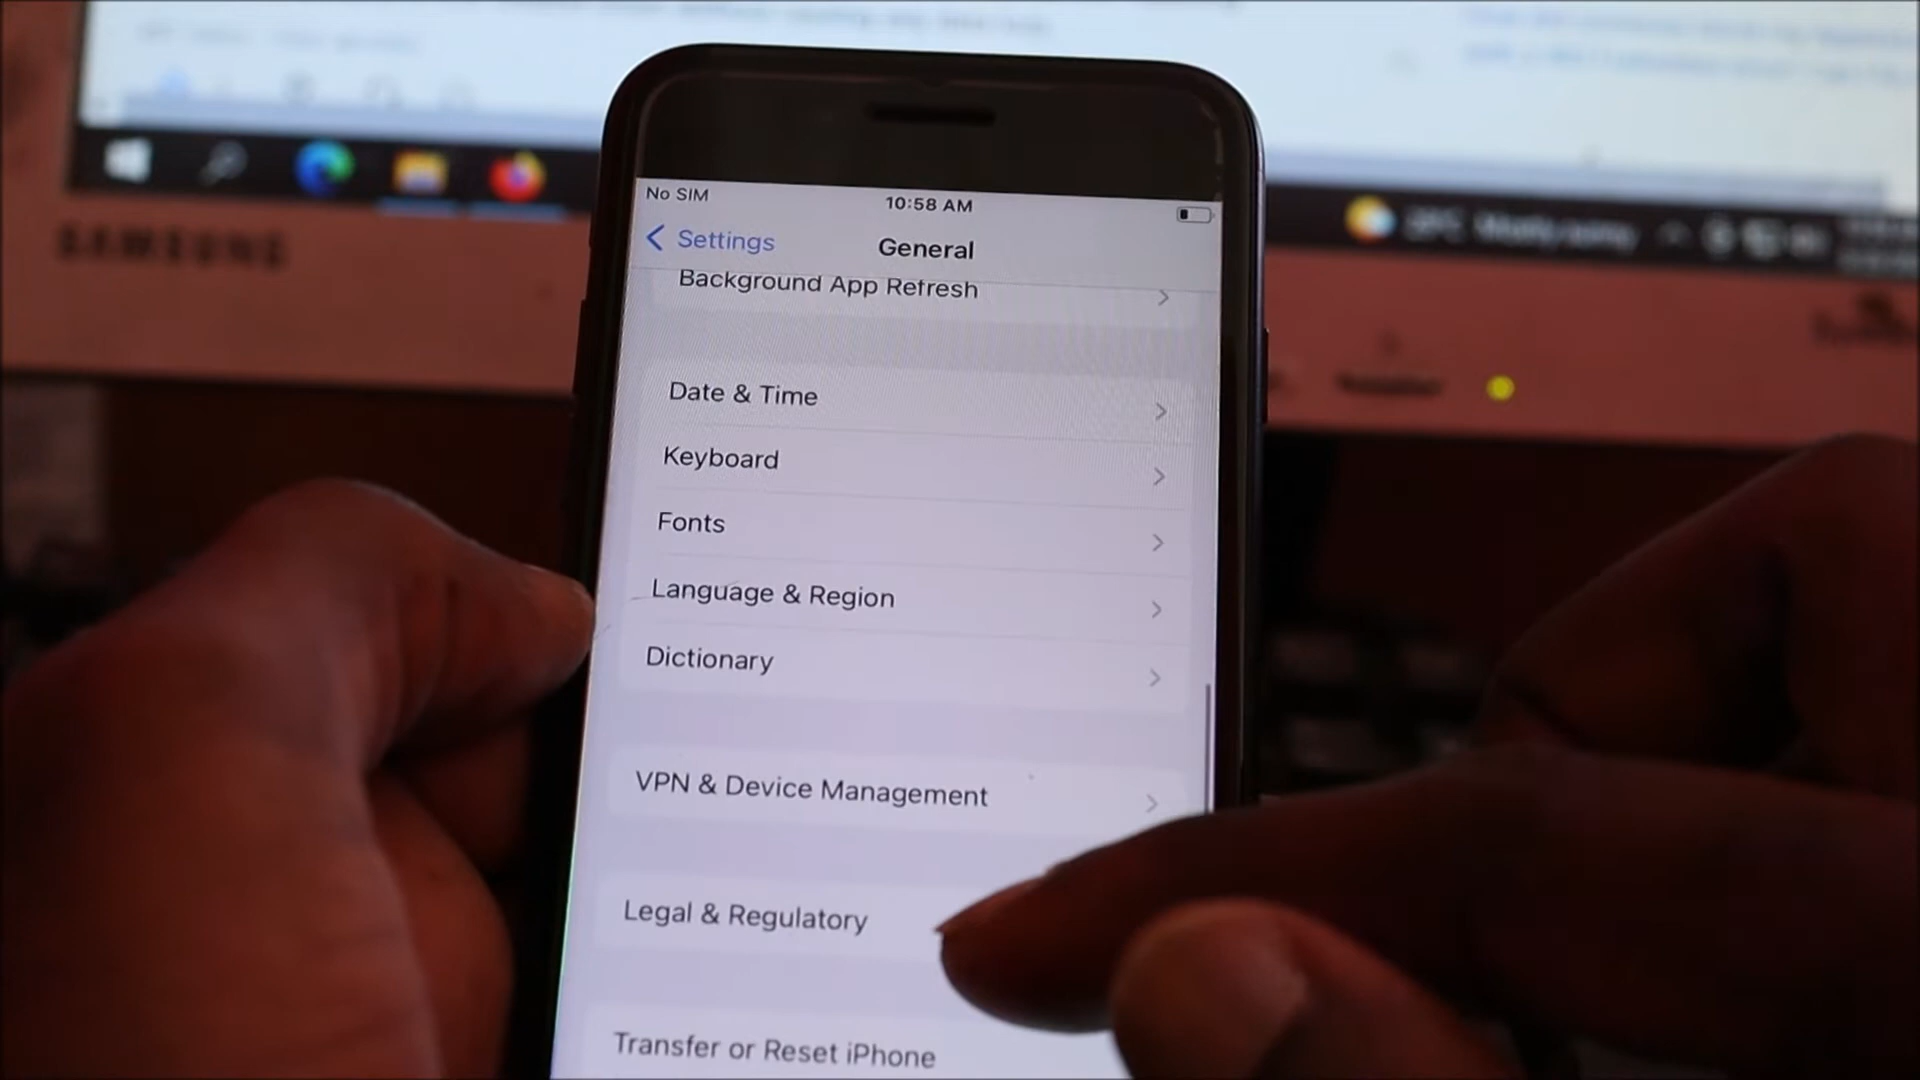 SAMSUNG
No SIM
10:58 AM
Settings
General
Background App Refresh
Date & Time
Keyboard
Fonts
Language & Region
Dictionary
VPN & Device Management
Legal & Regulatory
Transfer or Reset iPhone